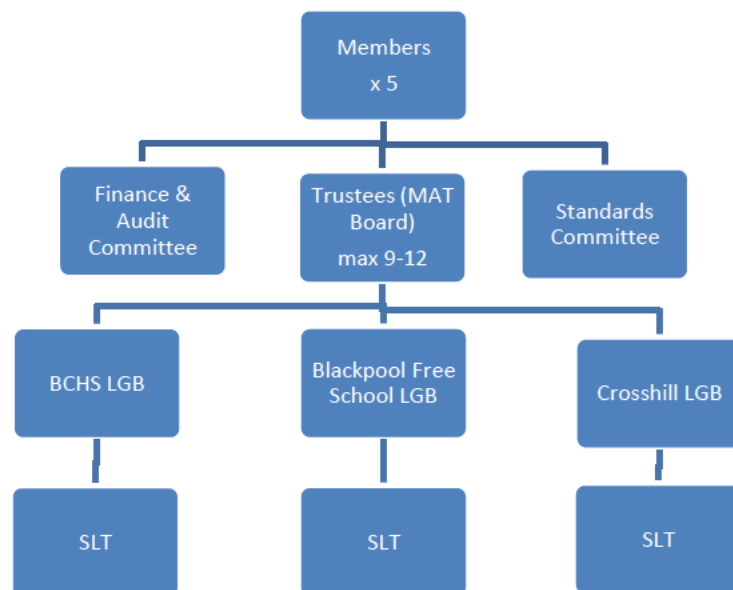 Members
x 5
Finance &
Audit
Committee
Trustees (MAT
Board)
max 9-12
Standards
Committee
BCHS LGB
Blackpool Free
School LGB
Crosshill LGB
SLT
SLT
SLT